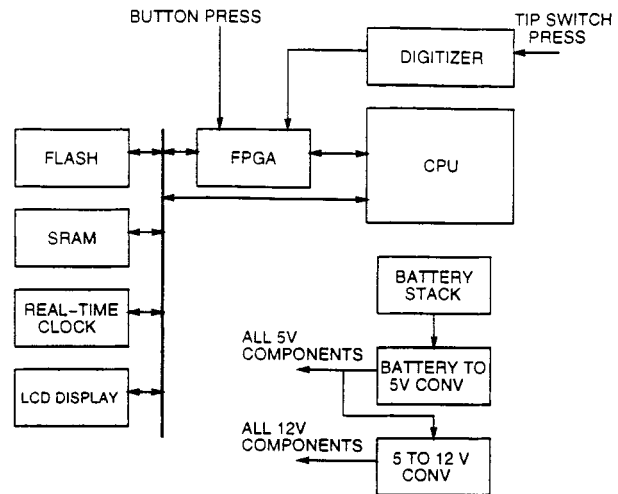 BUTTON PRESS
TIP SWITCH
PRESS
DIGITIZER
FLASH
FPGA
CPU
SRAM
REAL-TIME
CLOCK
LCD DISPLAY
BATTERY
STACK
ALL 5V
COMPONENTS
BATTERY TO
5V CONV
ALL 12V
COMPONENTS
5 TO 12 V
CONV